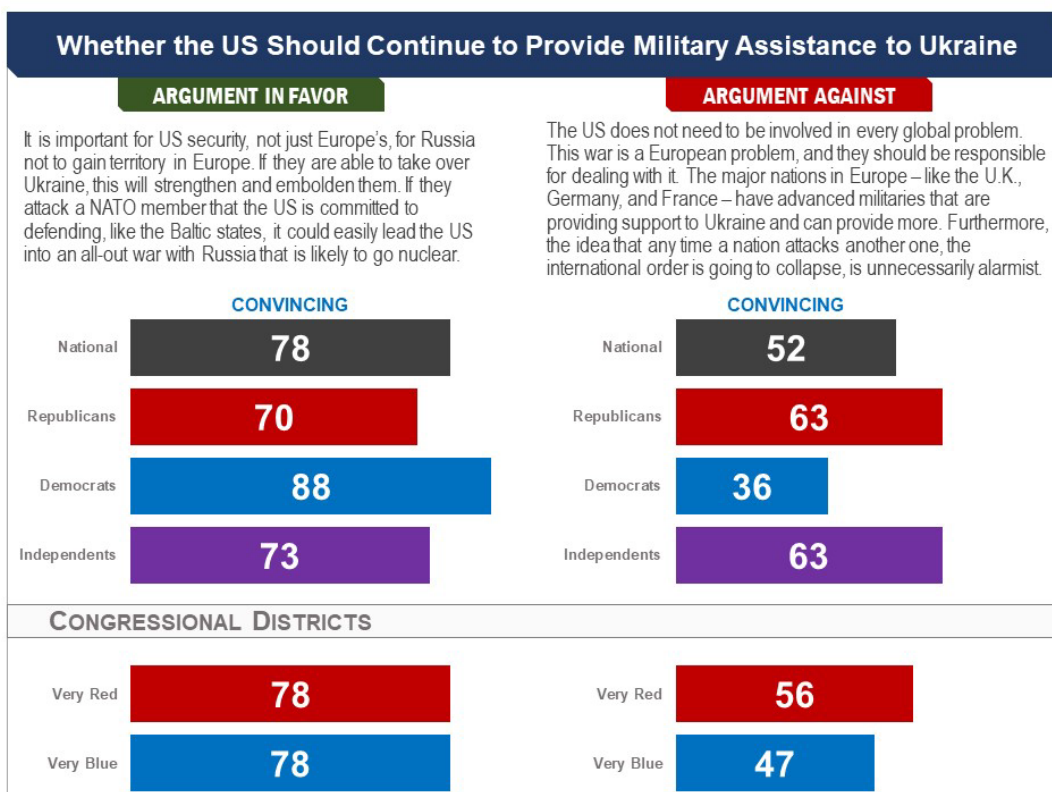 Whether the US Should Continue to Provide Military Assistance to Ukraine
ARGUMENT IN FAVOR
It is important for US security, not just Europe's, for Russia
not to gain territory in Europe. If they are able to take over
Ukraine, this will strengthen and embolden them. If they
attack a NATO member that the US is committed to
defending, like the Baltic states, it could easily lead the US
into an all-out war with Russia that is likely to go nuclear.
CONVINCING
National 78
Republicans 70
Democrats 88
Independents 73
ARGUMENT AGAINST
The US does not need to be involved in every global problem.
This war is a European problem, and they should be responsible
for dealing with it. The major nations in Europe – like the U.K.,
Germany, and France – have advanced militaries that are
providing support to Ukraine and can provide more. Furthermore,
the idea that any time a nation attacks another one, the
international order is going to collapse, is unnecessarily alarmist.
CONVINCING
National 52
Republicans 63
Democrats 36
Independents 63
CONGRESSIONAL DISTRICTS
Very Red 78
Very Blue 78
Very Red 56
Very Blue 47